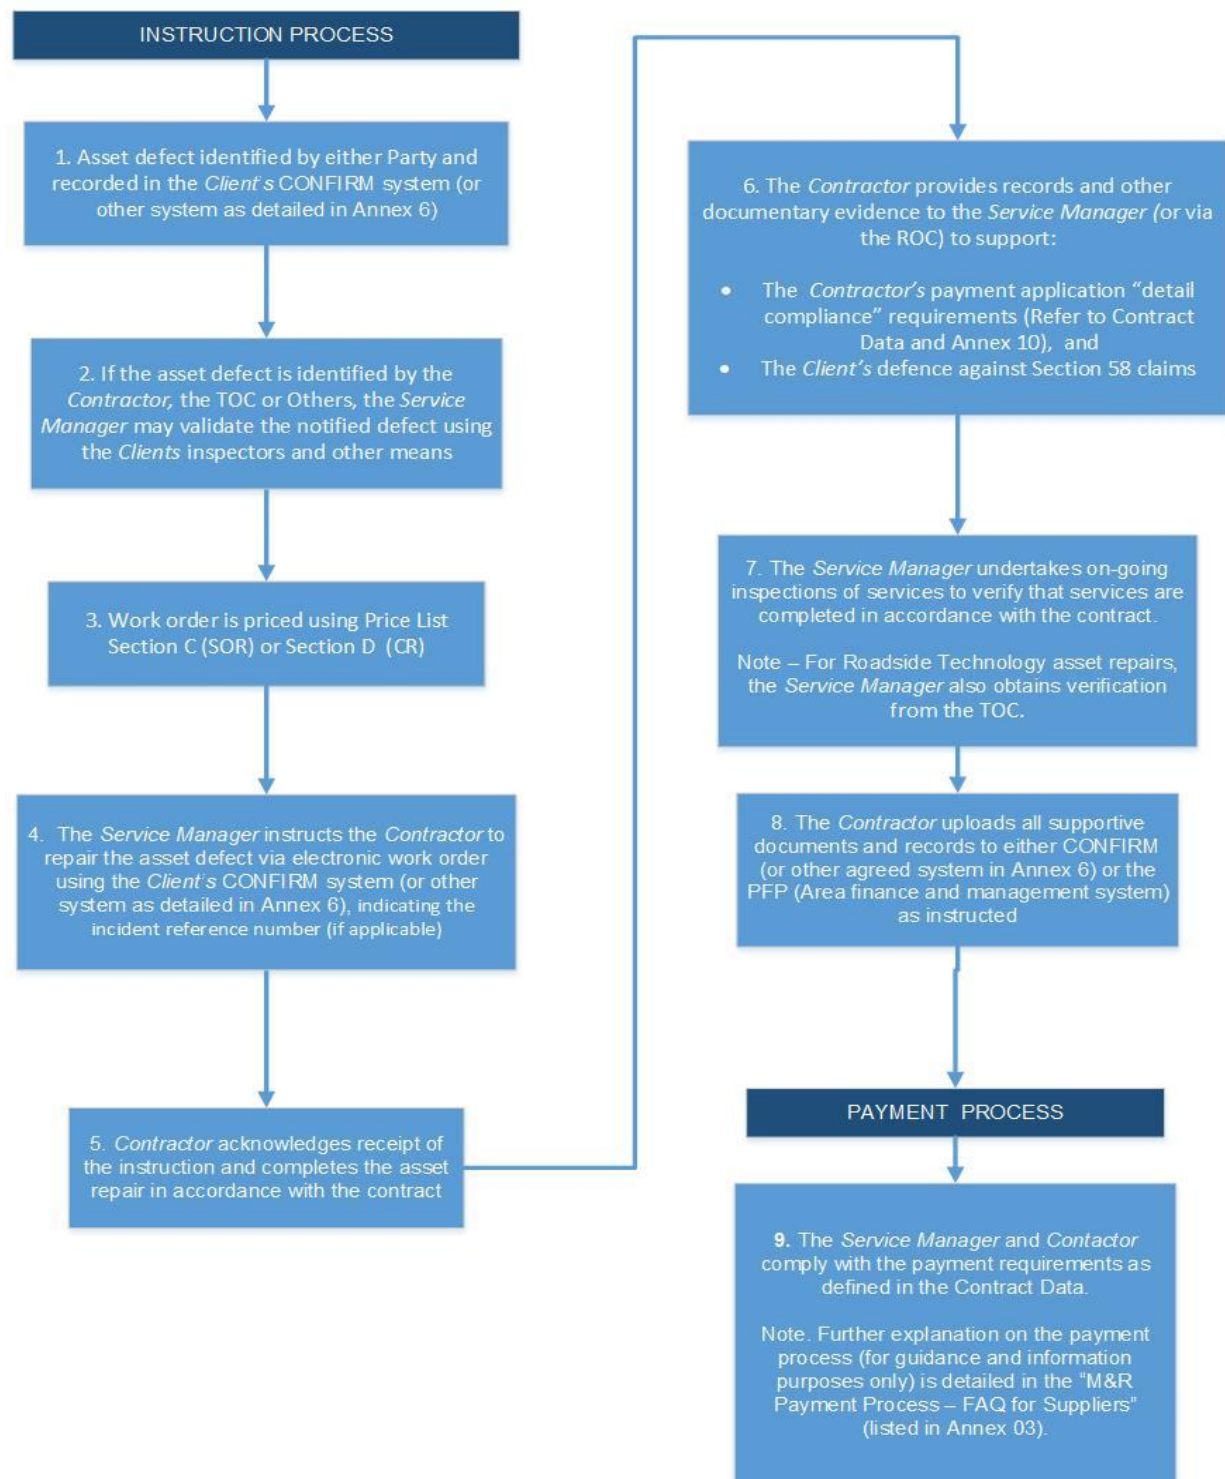 INSTRUCTION PROCESS
1. Asset defect identified by either Party and
recorded in the Client's CONFIRM system (or
other system as detailed in Annex 6)
2. If the asset defect is identified by the
Contractor, the TOC or Others, the Service
Manager may validate the notified defect using
the Clients inspectors and other means
3. Work order is priced using Price List
Section C (SOR) or Section D (CR)
4. The Service Manager instructs the Contractor to
repair the asset defect via electronic work order
using the Client's CONFIRM system (or other
system as detailed in Annex 6), indicating the
incident reference number (if applicable)
5. Contractor acknowledges receipt of
the instruction and completes the asset
repair in accordance with the contract
6. The Contractor provides records and other
documentary evidence to the Service Manager (or via
the ROC) to support:
• The Contractor's payment application “detail
compliance” requirements (Refer to Contract
Data and Annex 10), and
• The Client's defence against Section 58 claims
7. The Service Manager undertakes on-going
inspections of services to verify that services are
completed in accordance with the contract.
Note – For Roadside Technology asset repairs,
the Service Manager also obtains verification
from the TOC.
8. The Contractor uploads all supportive
documents and records to either CONFIRM
(or other agreed system in Annex 6) or the
PFP (Area finance and management system)
as instructed
PAYMENT PROCESS
9. The Service Manager and Contactor
comply with the payment requirements as
defined in the Contract Data.
Note. Further explanation on the payment
process (for guidance and information
purposes only) is detailed in the “M&R
Payment Process – FAQ for Suppliers”
(listed in Annex 03).